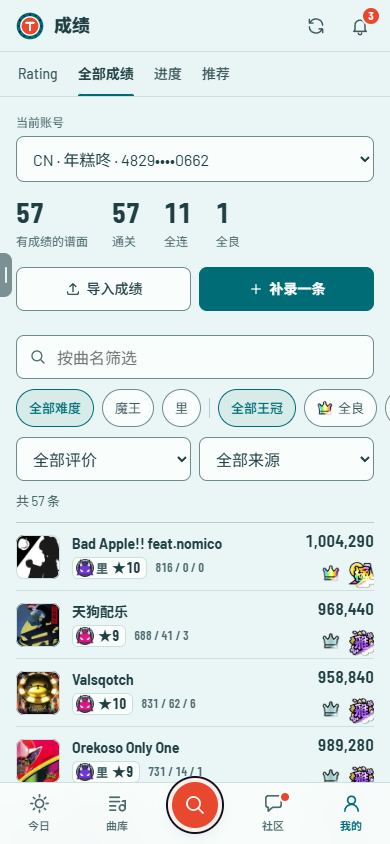 T 成绩
3
Rating 全部成绩 进度 推荐
当前账号
CN · 年糕咚 · 4829••••0662
57 57 11 1
有成绩的谱面 通关 全连 全良
导入成绩 + 补录一条
按曲名筛选
全部难度 魔王 里 全部王冠 全良
全部评价 全部来源
共 57 条
Bad Apple!! feat.nomico 1,004,290
里 ★10 816 / 0 / 0
天狗配乐 968,440
★9 688 / 41 / 3
Valsqotch 958,840
★10 831 / 62 / 6
Orekoso Only One 989,280
里 ★9 731 / 14 / 1
今日 曲库 社区 我的